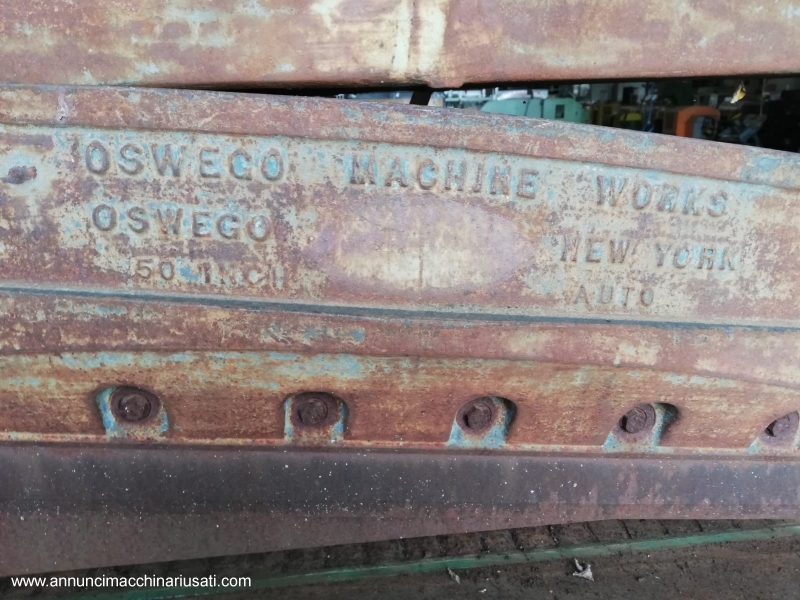 OSWEGO MACHINE WORKS
OSWEGO NEW YORK
50 INCH AUTO
www.annuncimacchinariusati.com